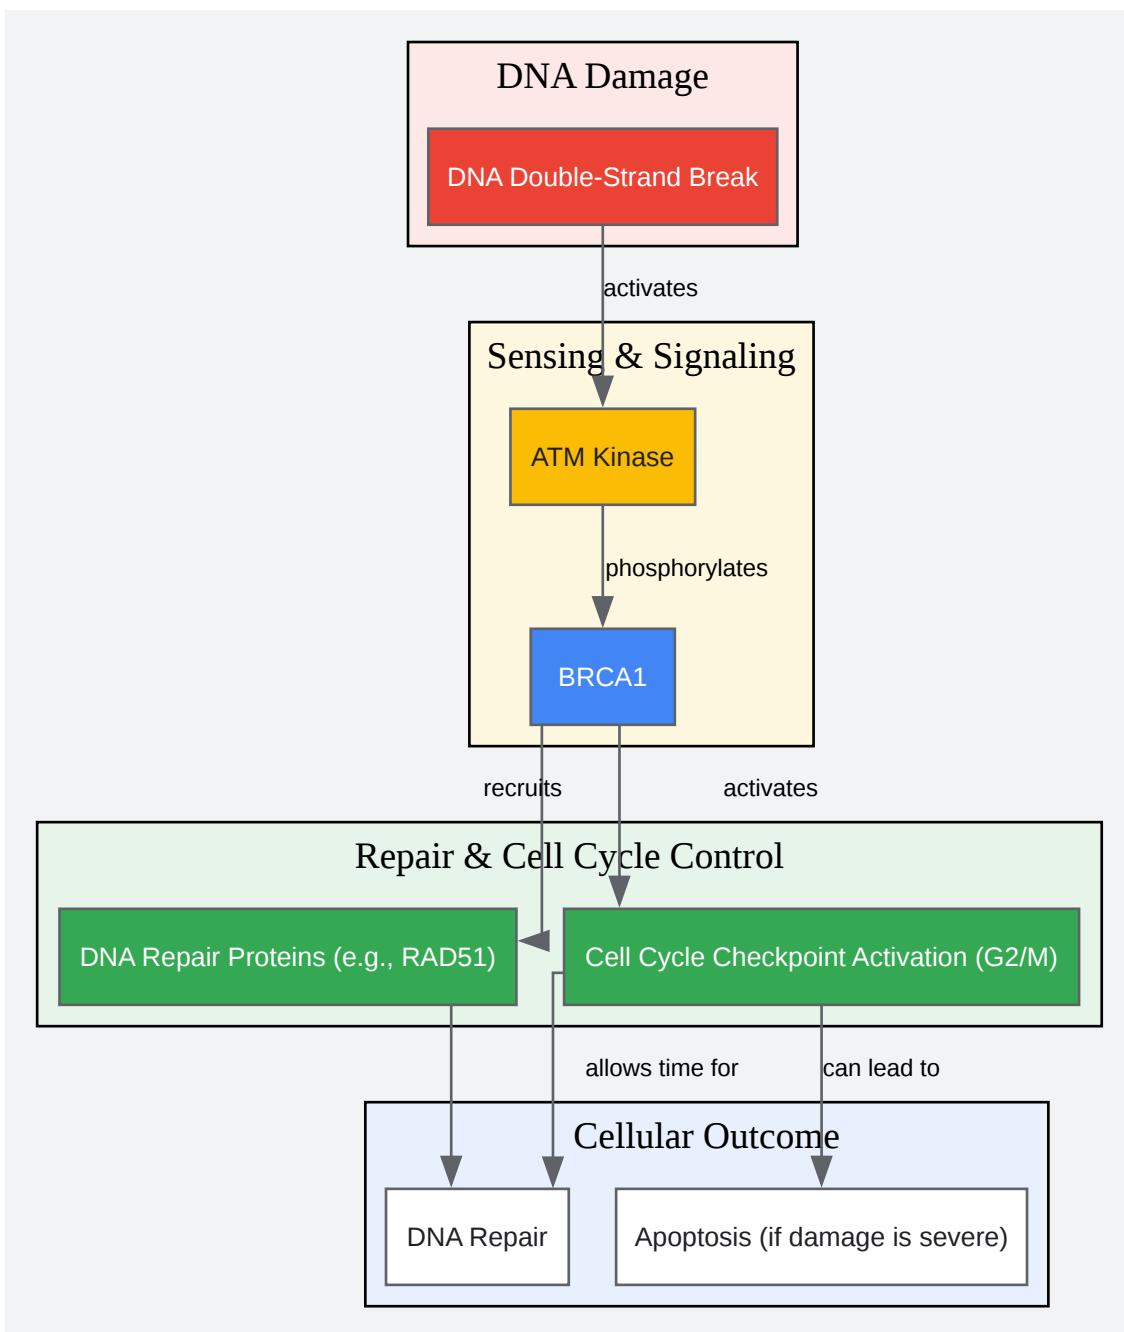 DNA Damage
DNA Double-Strand Break
activates
Sensing & Signaling
ATM Kinase
phosphorylates
BRCA1
recruits
activates
Repair & Cell Cycle Control
DNA Repair Proteins (e.g., RAD51)
Cell Cycle Checkpoint Activation (G2/M)
allows time for
can lead to
Cellular Outcome
DNA Repair
Apoptosis (if damage is severe)